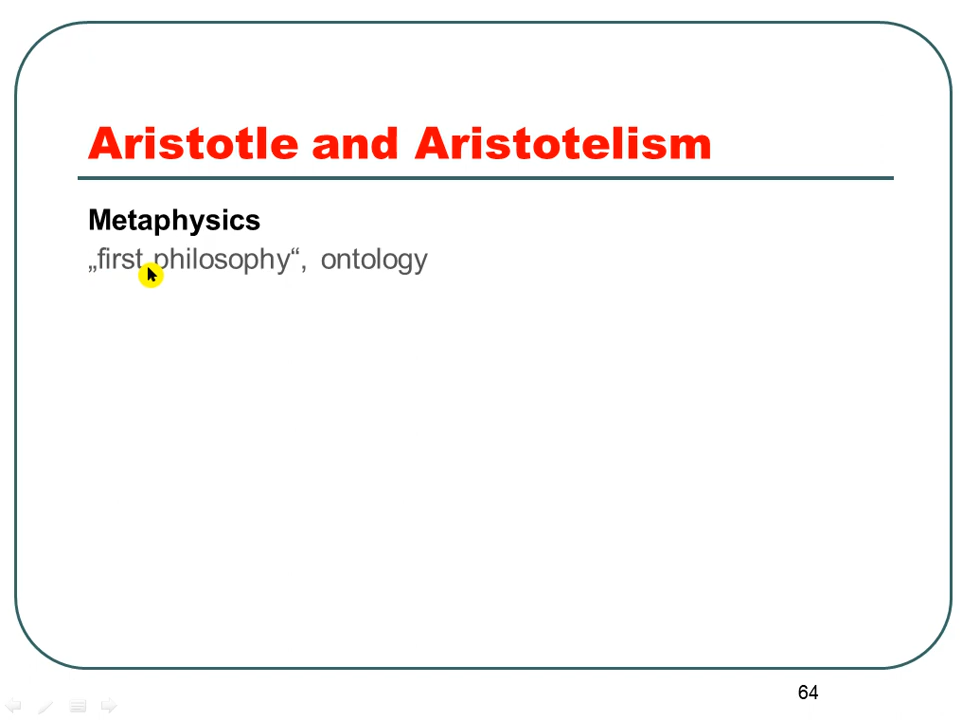 Aristotle and Aristotelism
Metaphysics
„first philosophy“, ontology
64